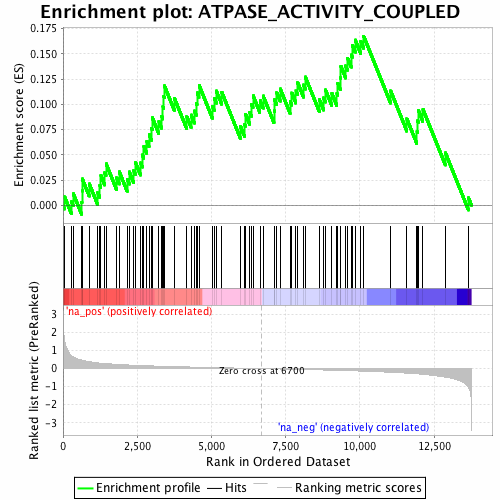 Enrichment plot: ATPASE_ACTIVITY_COUPLED
Enrichment score (ES)
0.175
0.150
0.125
0.100
0.075
0.050
0.025
0.000
'na_pos' (positively correlated)
Ranked list metric (PreRanked)
3
2
1
0
-1
-2
-3
Zero cross at 6700
'na_neg' (negatively correlated)
0
2,500
5,000
7,500
10,000
12,500
Rank in Ordered Dataset
Enrichment profile
Hits
Ranking metric scores